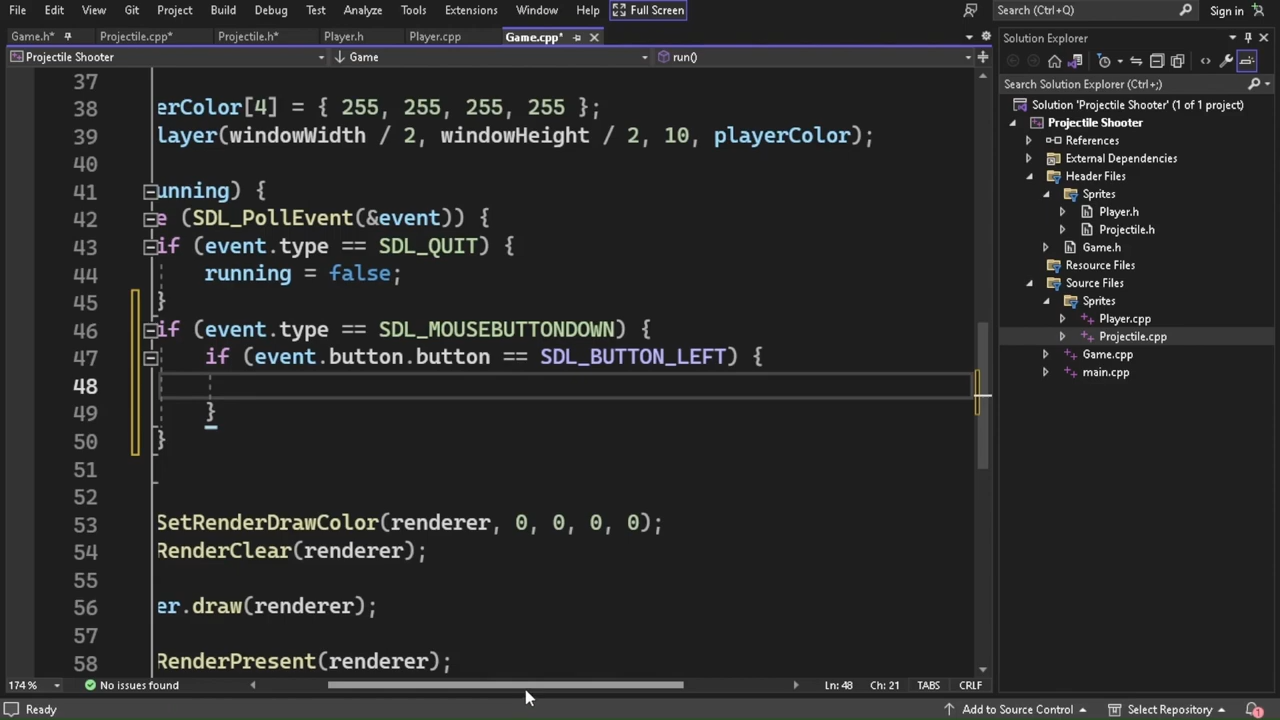 File Edit View Git Project Build Debug Test Analyze Tools Extensions Window Help Full Screen Search (Ctrl+Q) Sign in
Game.h* Projectile.cpp* Projectile.h* Player.h Player.cpp Game.cpp*
Projectile Shooter Game run()
37
38 erColor[4] = { 255, 255, 255, 255 };
39 layer(windowWidth / 2, windowHeight / 2, 10, playerColor);
40
41 unning) {
42 e (SDL_PollEvent(&event)) {
43 if (event.type == SDL_QUIT) {
44 running = false;
45 }
46 if (event.type == SDL_MOUSEBUTTONDOWN) {
47 if (event.button.button == SDL_BUTTON_LEFT) {
48
49 }
50 }
51
52
53 SetRenderDrawColor(renderer, 0, 0, 0, 0);
54 RenderClear(renderer);
55
56 er.draw(renderer);
57
58 RenderPresent(renderer);
174 % No issues found Ln: 48 Ch: 21 TABS CRLF
Solution Explorer
Search Solution Explorer (Ctrl+;)
Solution 'Projectile Shooter' (1 of 1 project)
Projectile Shooter
References
External Dependencies
Header Files
Sprites
Player.h
Projectile.h
Game.h
Resource Files
Source Files
Sprites
Player.cpp
Projectile.cpp
Game.cpp
main.cpp
Ready Add to Source Control Select Repository 1